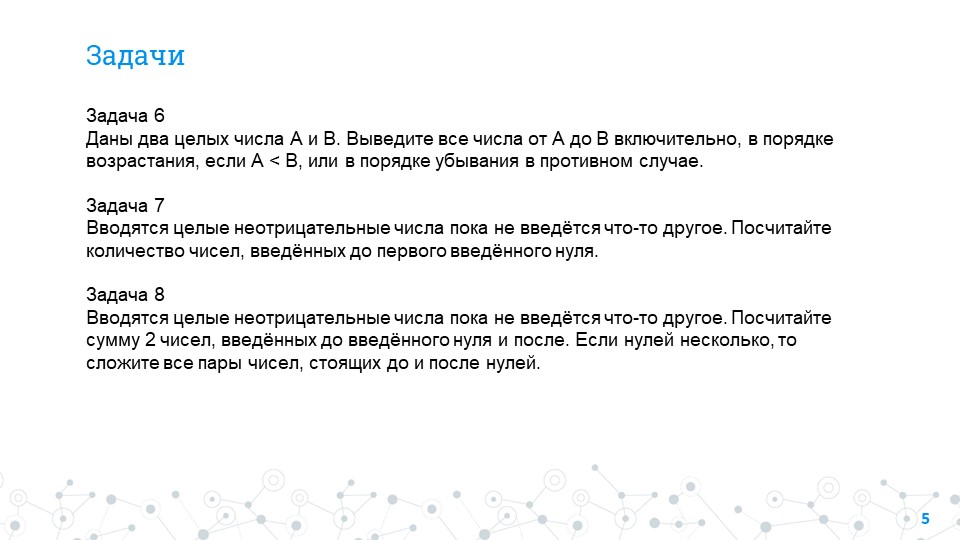 Задачи
Задача 6
Даны два целых числа A и В. Выведите все числа от A до B включительно, в порядке
возрастания, если A < B, или в порядке убывания в противном случае.
Задача 7
Вводятся целые неотрицательные числа пока не введётся что-то другое. Посчитайте
количество чисел, введённых до первого введённого нуля.
Задача 8
Вводятся целые неотрицательные числа пока не введётся что-то другое. Посчитайте
сумму 2 чисел, введённых до введённого нуля и после. Если нулей несколько, то
сложите все пары чисел, стоящих до и после нулей.
5